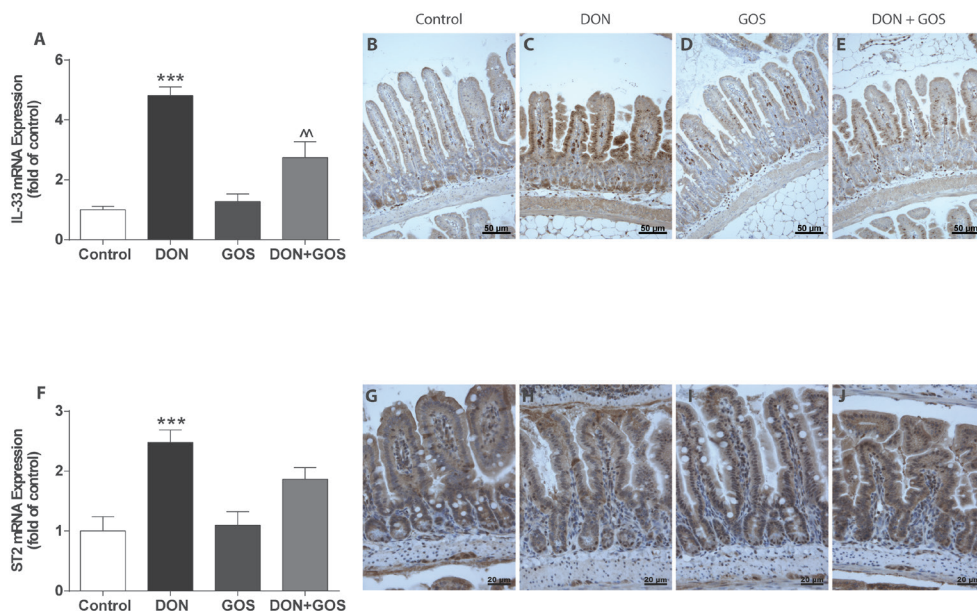 Control DON GOS DON + GOS
A
IL-33 mRNA Expression
(fold of control)
6
4
2
0
***
^^
Control DON GOS DON+GOS
B
50 µm
C
50 µm
D
50 µm
E
50 µm
F
ST2 mRNA Expression
(fold of control)
3
2
1
0
***
Control DON GOS DON+GOS
G
20 µm
H
20 µm
I
20 µm
J
20 µm